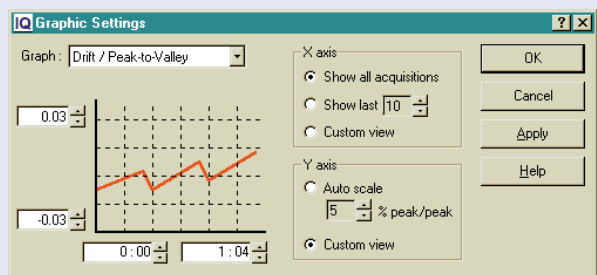 IQ Graphic Settings
Graph : Drift / Peak-to-Valley
0.03
-0.03
0 : 00
1 : 04
X axis
Show all acquisitions
Show last 10
Custom view
Y axis
Auto scale
5 % peak/peak
Custom view
OK
Cancel
Apply
Help